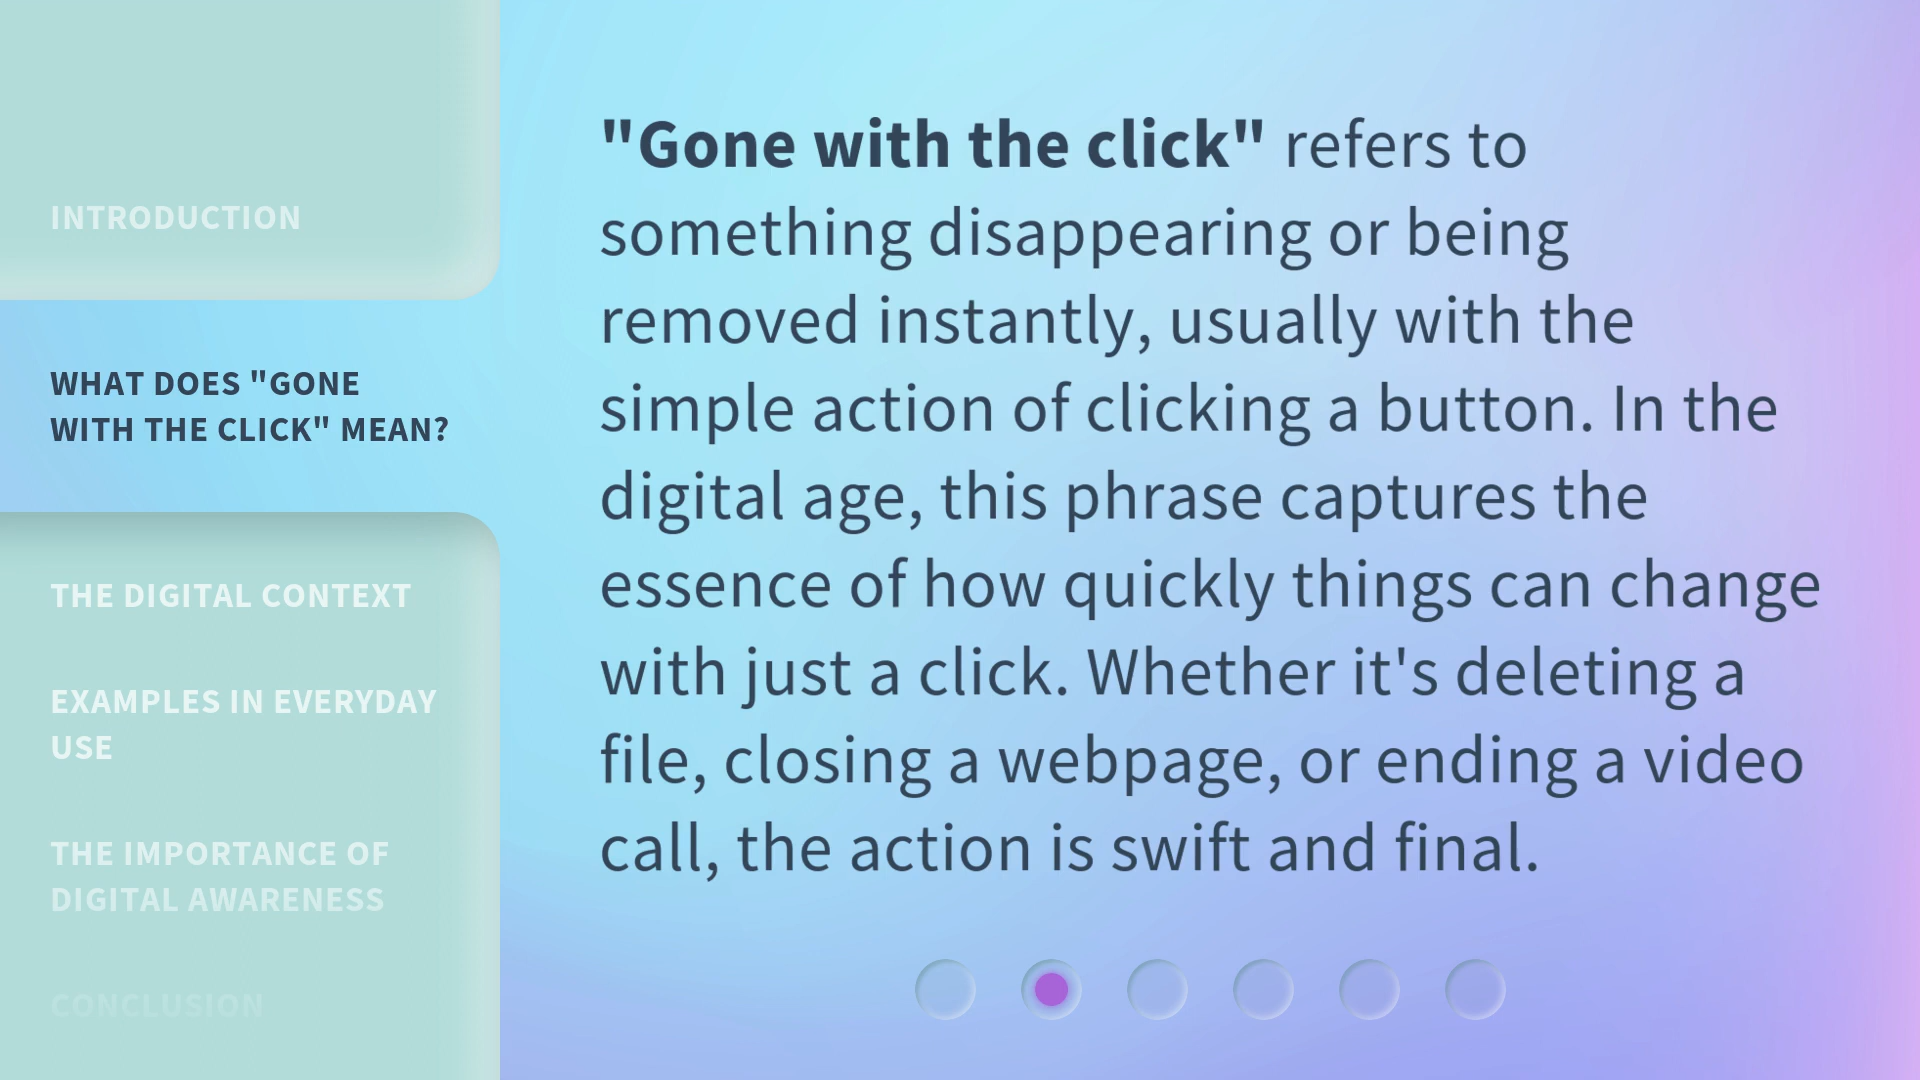 INTRODUCTION
WHAT DOES "GONE
WITH THE CLICK" MEAN?
THE DIGITAL CONTEXT
EXAMPLES IN EVERYDAY
USE
THE IMPORTANCE OF
DIGITAL AWARENESS
CONCLUSION
"Gone with the click" refers to
something disappearing or being
removed instantly, usually with the
simple action of clicking a button. In the
digital age, this phrase captures the
essence of how quickly things can change
with just a click. Whether it's deleting a
file, closing a webpage, or ending a video
call, the action is swift and final.